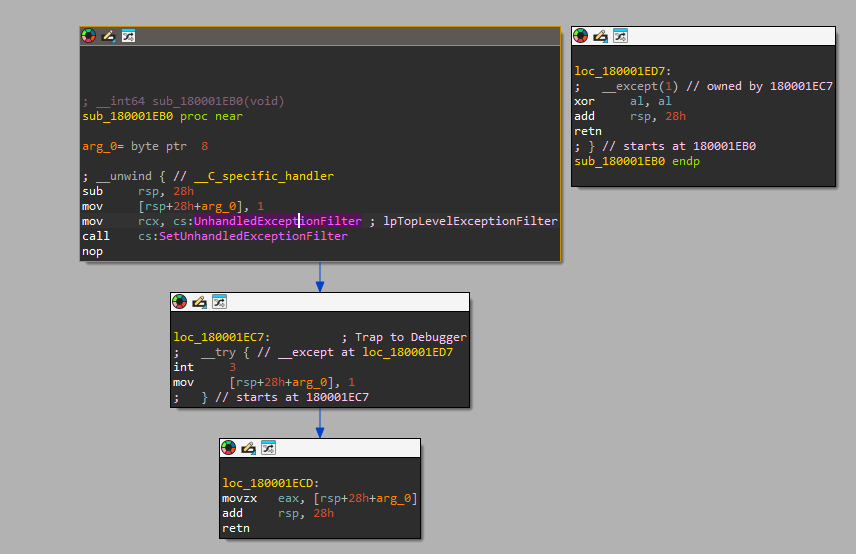 ; __int64 sub_180001EB0(void)
sub_180001EB0 proc near
arg_0= byte ptr  8
; __unwind { // __C_specific_handler
sub     rsp, 28h
mov     [rsp+28h+arg_0], 1
mov     rcx, cs:UnhandledExceptionFilter ; lpTopLevelExceptionFilter
call    cs:SetUnhandledExceptionFilter
nop
loc_180001ED7:
;   __except(1) // owned by 180001EC7
xor     al, al
add     rsp, 28h
retn
; } // starts at 180001EB0
sub_180001EB0 endp
loc_180001EC7:          ; Trap to Debugger
;   __try { // __except at loc_180001ED7
int     3
mov     [rsp+28h+arg_0], 1
;   } // starts at 180001EC7
loc_180001ECD:
movzx   eax, [rsp+28h+arg_0]
add     rsp, 28h
retn